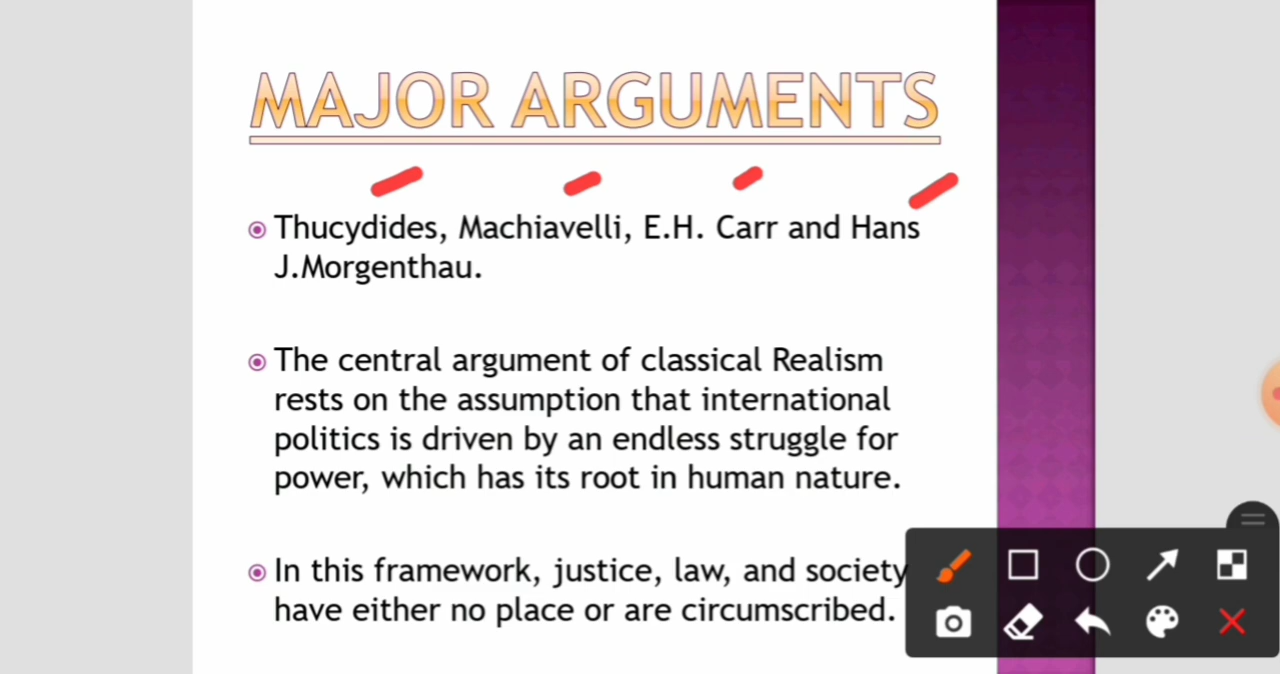 MAJOR ARGUMENTS
Thucydides, Machiavelli, E.H. Carr and Hans
J.Morgenthau.
The central argument of classical Realism
rests on the assumption that international
politics is driven by an endless struggle for
power, which has its root in human nature.
In this framework, justice, law, and society
have either no place or are circumscribed.